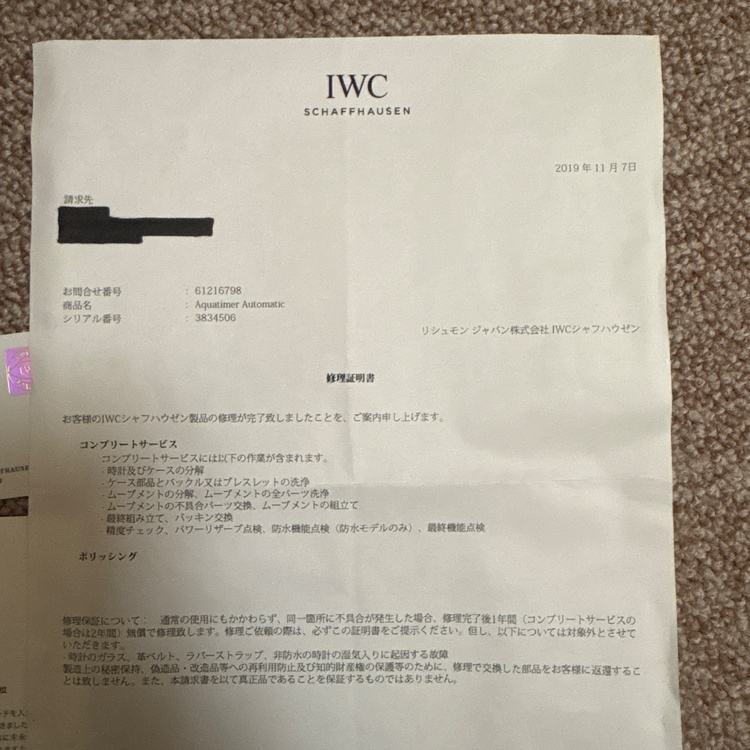 IWC
SCHAFFHAUSEN
2019年11月7日
請求先
お問合せ番号 : 61216798
商品名 : Aquatimer Automatic
シリアル番号 : 3834506
リシュモン ジャパン株式会社 IWCシャフハウゼン
修理証明書
お客様のIWCシャフハウゼン製品の修理が完了致しましたことを、ご案内申し上げます。
コンプリートサービス
コンプリートサービスには以下の作業が含まれます。
・時計及びケースの分解
・ケース部品とバックル又はブレスレットの洗浄
・ムーブメントの分解、ムーブメントの全パーツ洗浄
・ムーブメントの不具合パーツ交換、ムーブメントの組立て
・最終組み立て、パッキン交換
精度チェック、パワーリザーブ点検、防水機能点検（防水モデルのみ）、最終機能点検
ポリッシング
修理保証について： 通常の使用にもかかわらず、同一箇所に不具合が発生した場合、修理完了後1年間（コンプリートサービスの
場合は2年間）無償で修理致します。修理ご依頼の際は、必ずこの証明書をご提示ください。但し、以下については対象外とさせて
いただきます。
・時計のガラス、革ベルト、ラバーストラップ、非防水の時計の湿気入りに起因する故障
製造上の秘密保持、偽造品・改造品等への再利用防止及び知的財産権の保護等のために、修理で交換した部品をお客様に返還するこ
とは致しません。また、本請求書を以て真正品であることを保証するものではありません。